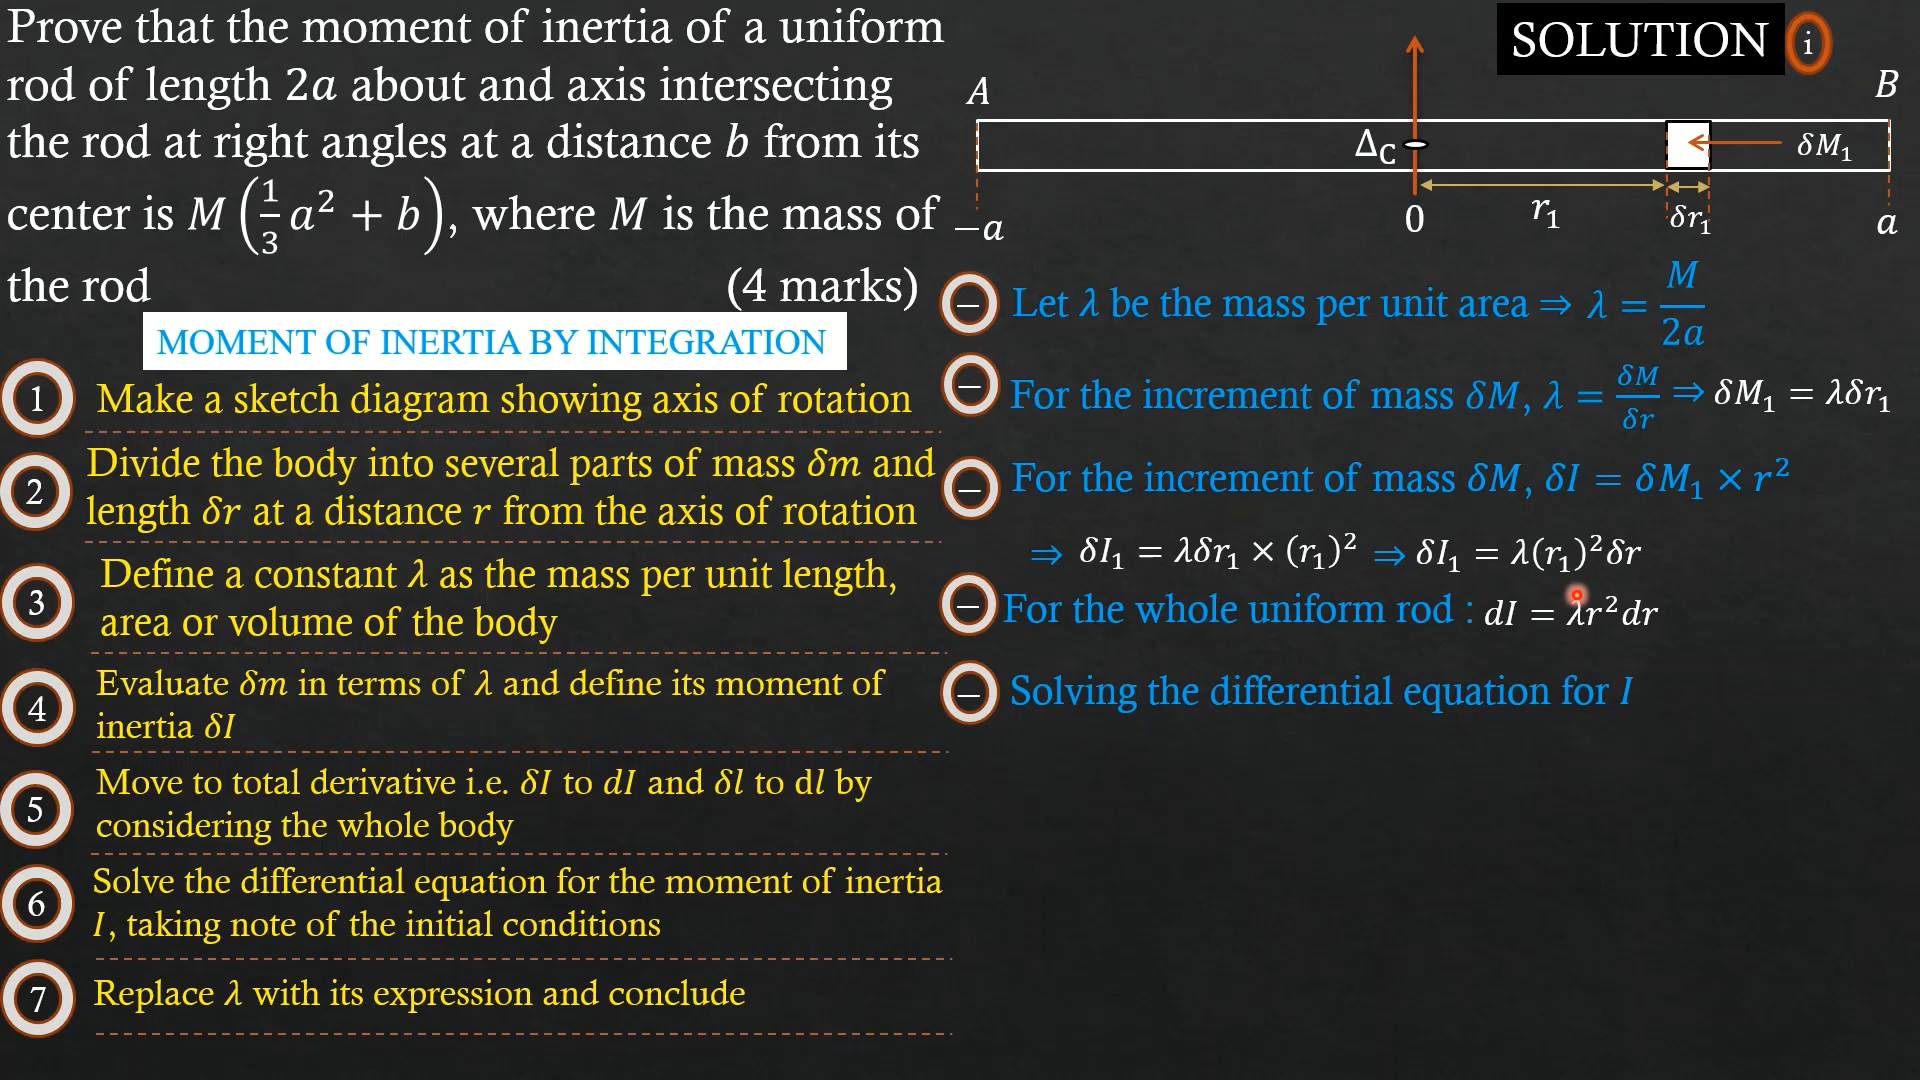 Prove that the moment of inertia of a uniform
rod of length 2a about and axis intersecting
the rod at right angles at a distance b from its
center is M(1/3 a² + b), where M is the mass of
the rod (4 marks)
MOMENT OF INERTIA BY INTEGRATION
1 Make a sketch diagram showing axis of rotation
2 Divide the body into several parts of mass δm and
length δr at a distance r from the axis of rotation
3 Define a constant λ as the mass per unit length,
area or volume of the body
4 Evaluate δm in terms of λ and define its moment of
inertia δI
5 Move to total derivative i.e. δI to dI and δl to dl by
considering the whole body
6 Solve the differential equation for the moment of inertia
I, taking note of the initial conditions
7 Replace λ with its expression and conclude
SOLUTION i
A B
Δ_C δM₁
−a 0 r₁ δr₁ a
Let λ be the mass per unit area ⇒ λ = M/2a
For the increment of mass δM, λ = δM/δr ⇒ δM₁ = λδr₁
For the increment of mass δM, δI = δM₁ × r²
⇒ δI₁ = λδr₁ × (r₁)² ⇒ δI₁ = λ(r₁)²δr
For the whole uniform rod : dI = λr²dr
Solving the differential equation for I